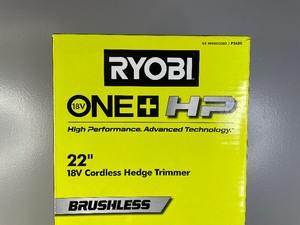 RYOBI
18V ONE+ HP
High Performance. Advanced Technology.
22"
18V Cordless Hedge Trimmer
BRUSHLESS